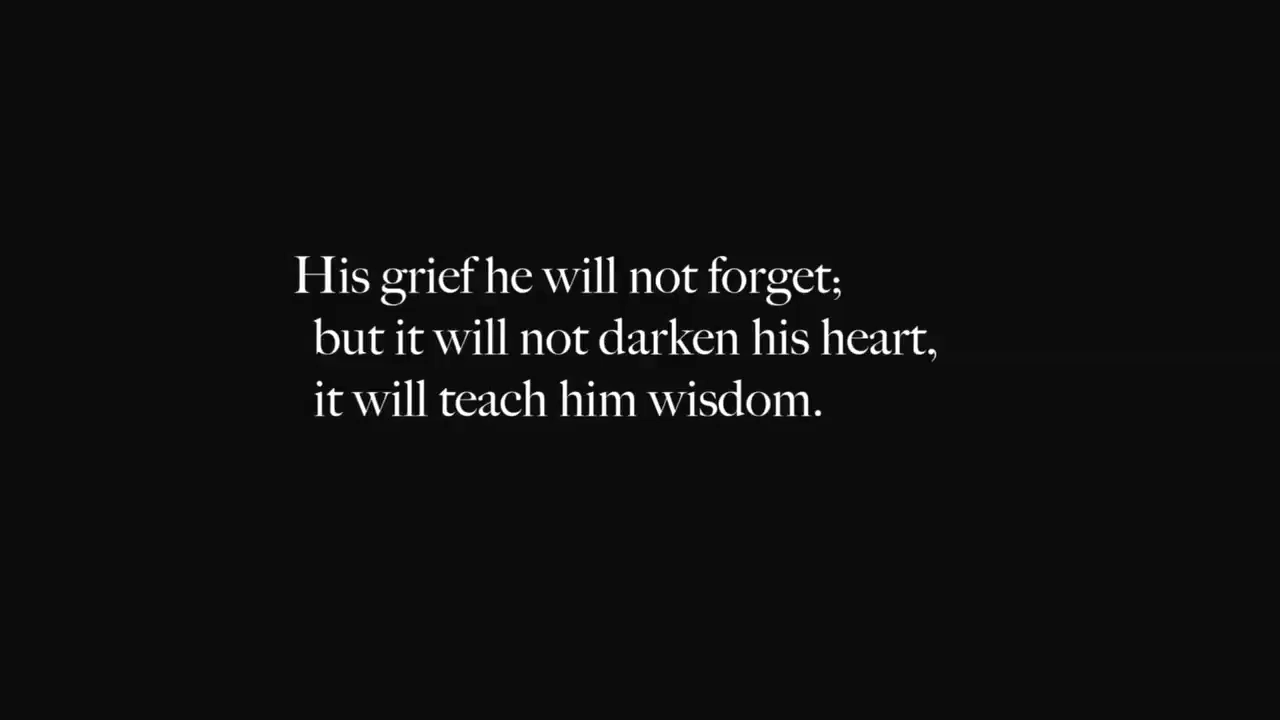 His grief he will not forget;
but it will not darken his heart,
it will teach him wisdom.